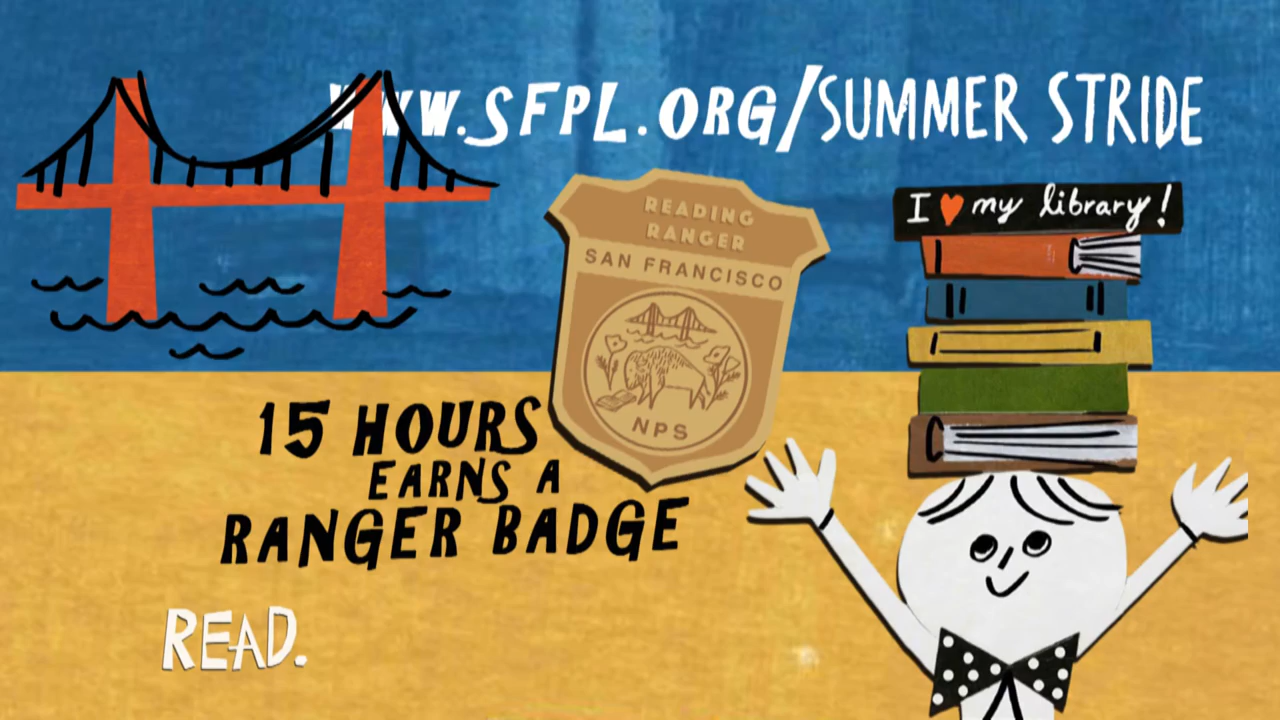 WWW.SFPL.ORG/SUMMER STRIDE
I ♥ my library!
READING
RANGER
SAN FRANCISCO
NPS
15 HOURS
EARNS A
RANGER BADGE
READ.